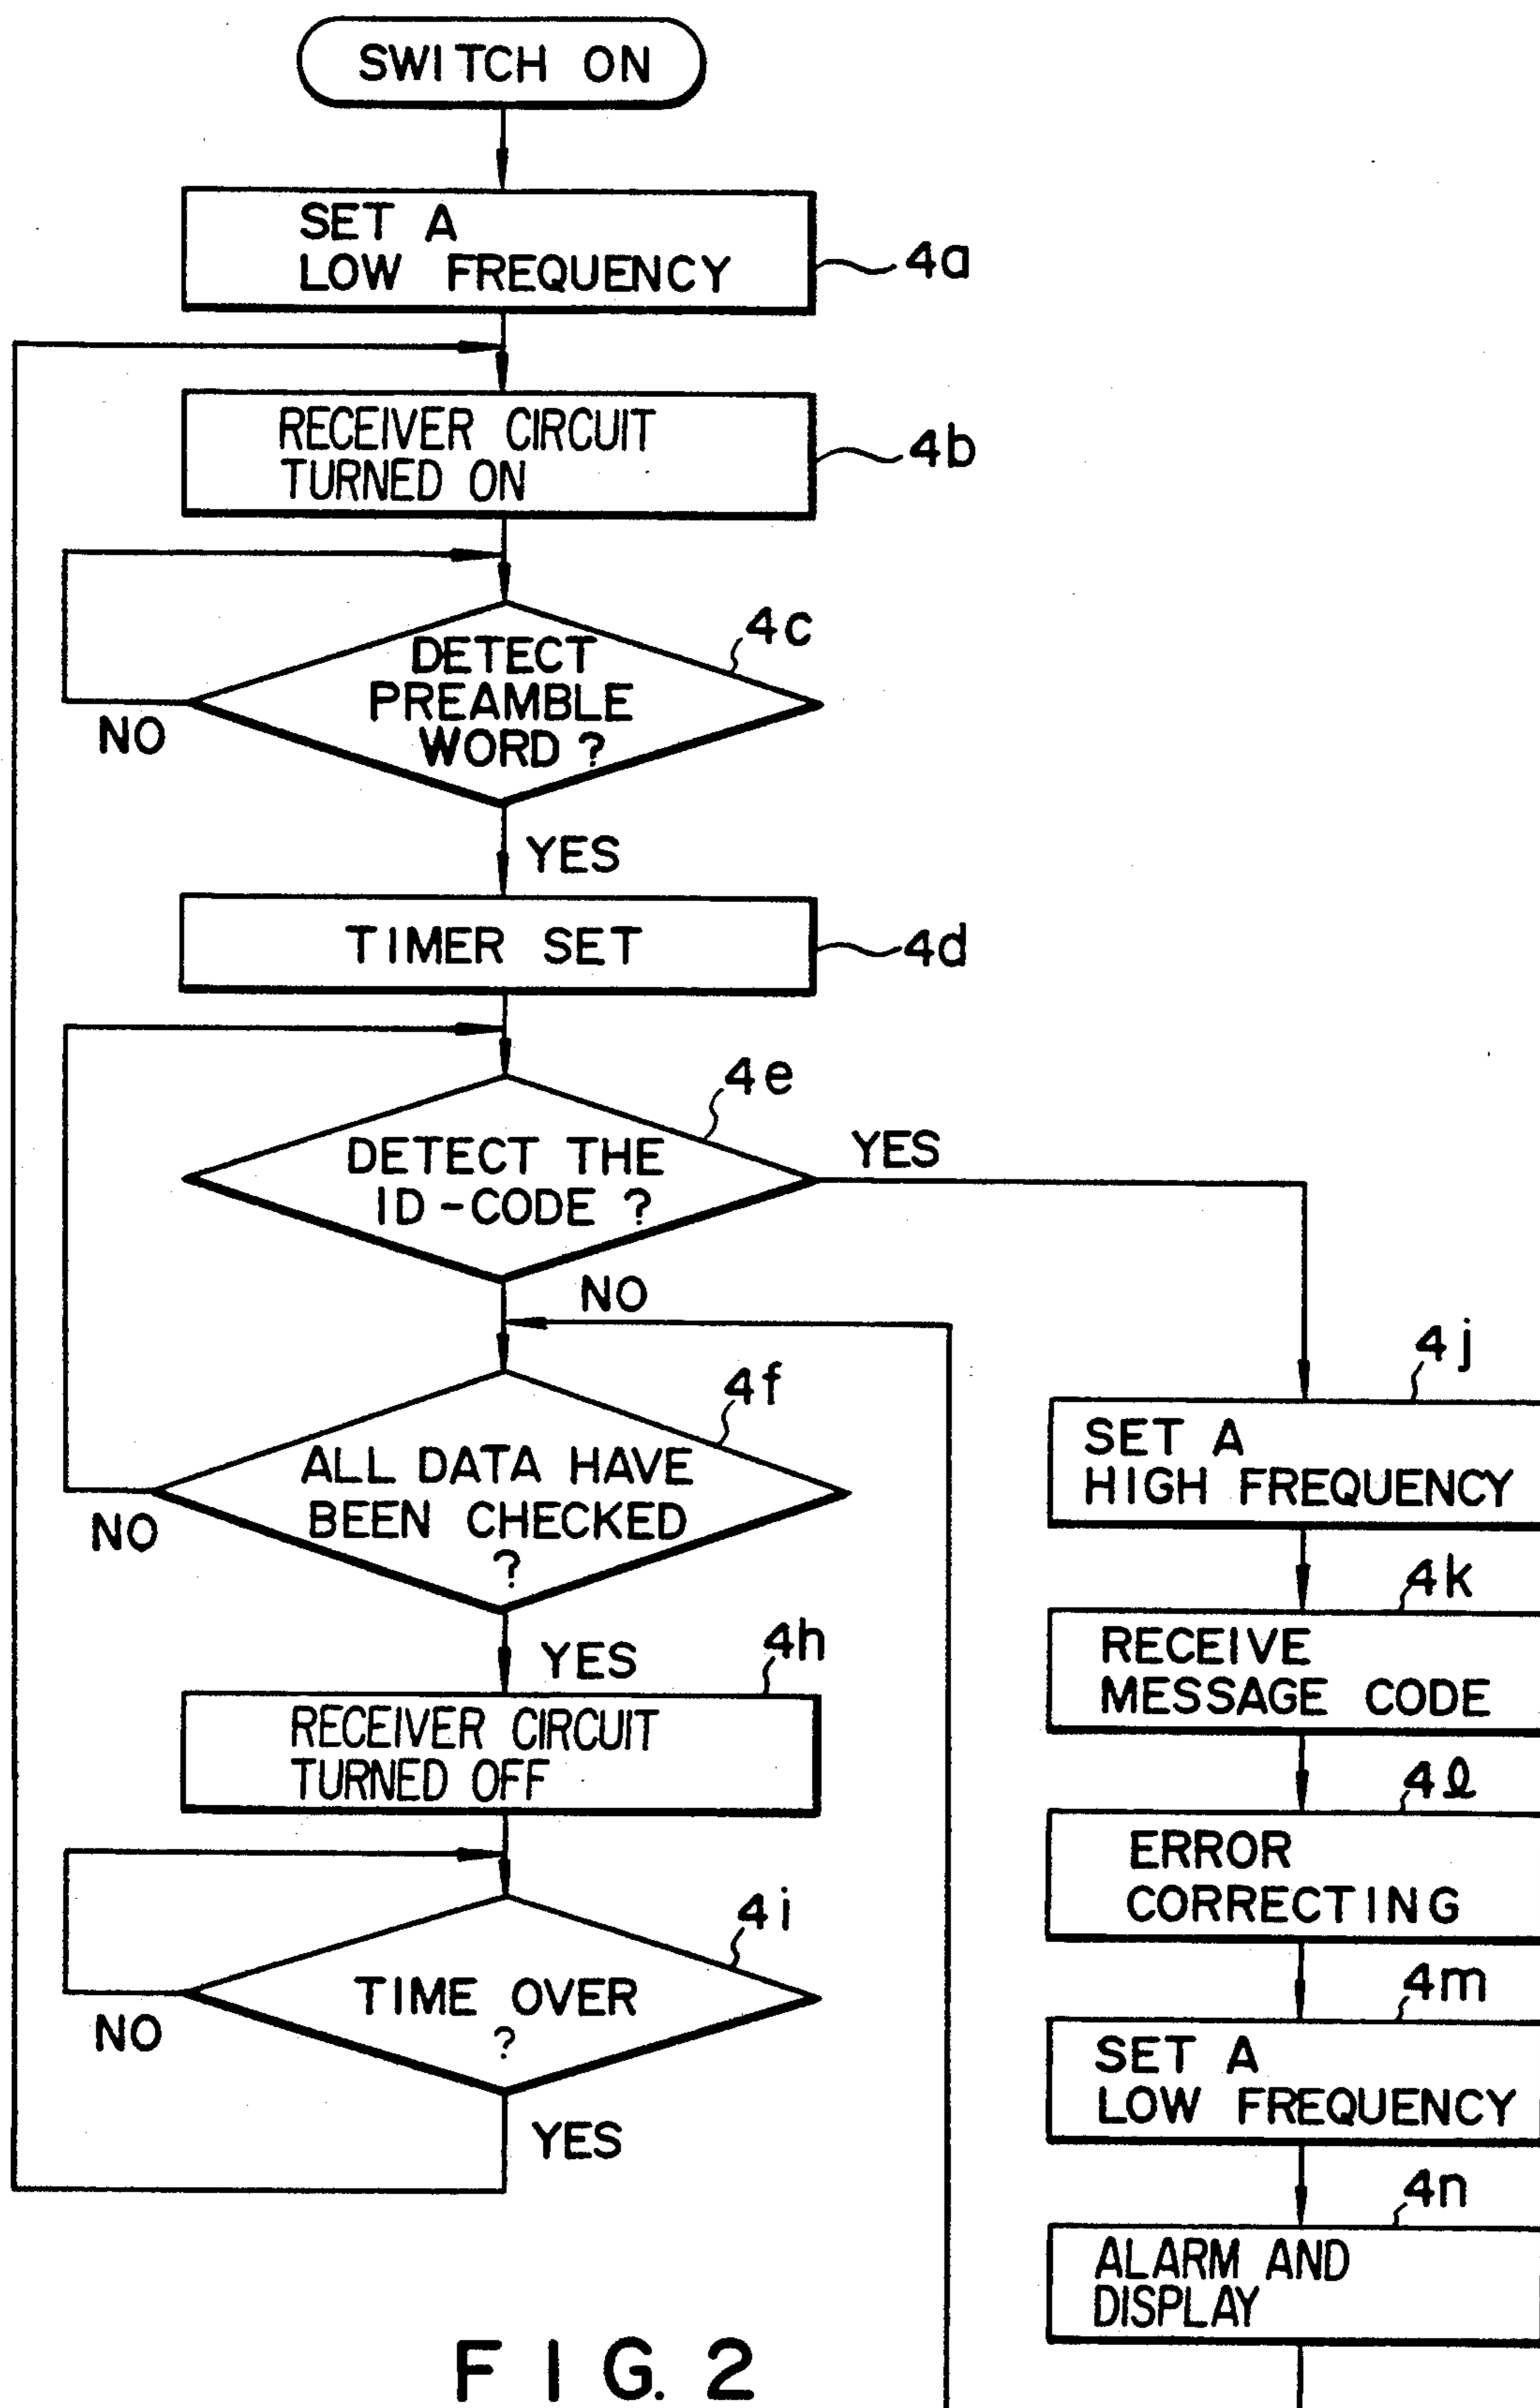 SWITCH ON
SET A
LOW FREQUENCY
4a
RECEIVER CIRCUIT
TURNED ON
4b
4c
DETECT
PREAMBLE
WORD ?
NO
YES
TIMER SET
4d
4e
DETECT THE
ID-CODE ?
YES
NO
4f
ALL DATA HAVE
BEEN CHECKED
?
NO
YES
4h
RECEIVER CIRCUIT
TURNED OFF
4i
TIME OVER
?
NO
YES
4j
SET A
HIGH FREQUENCY
4k
RECEIVE
MESSAGE CODE
4ℓ
ERROR
CORRECTING
4m
SET A
LOW FREQUENCY
4n
ALARM AND
DISPLAY
FIG. 2